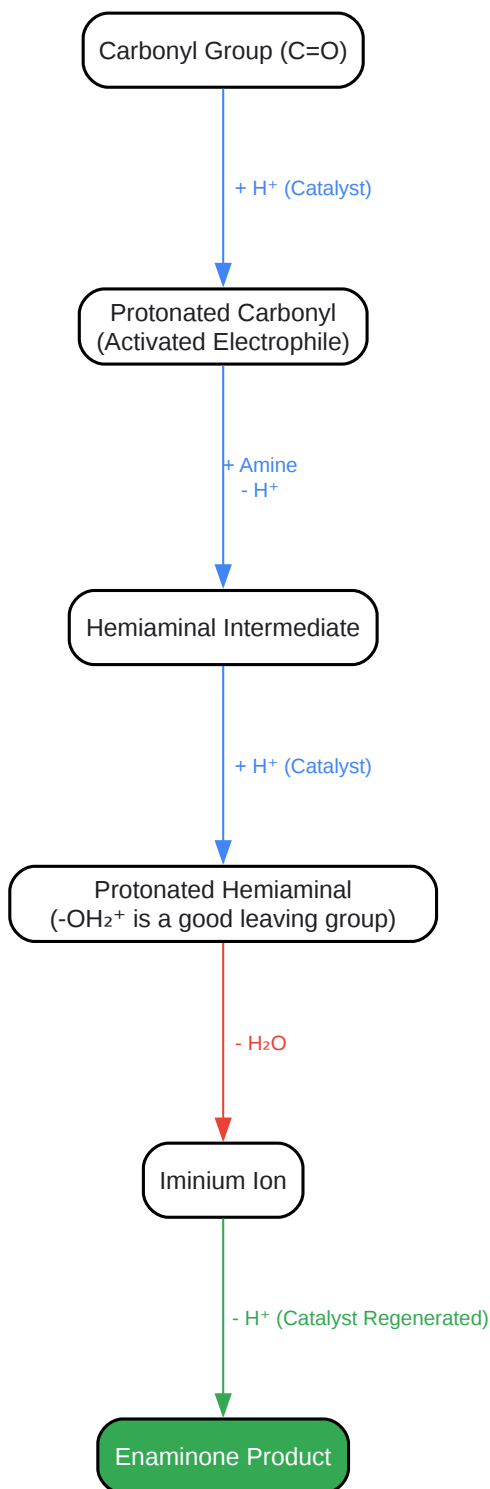 Carbonyl Group (C=O)
+ H⁺ (Catalyst)
Protonated Carbonyl
(Activated Electrophile)
+ Amine
- H⁺
Hemiaminal Intermediate
+ H⁺ (Catalyst)
Protonated Hemiaminal
(-OH₂⁺ is a good leaving group)
- H₂O
Iminium Ion
- H⁺ (Catalyst Regenerated)
Enaminone Product